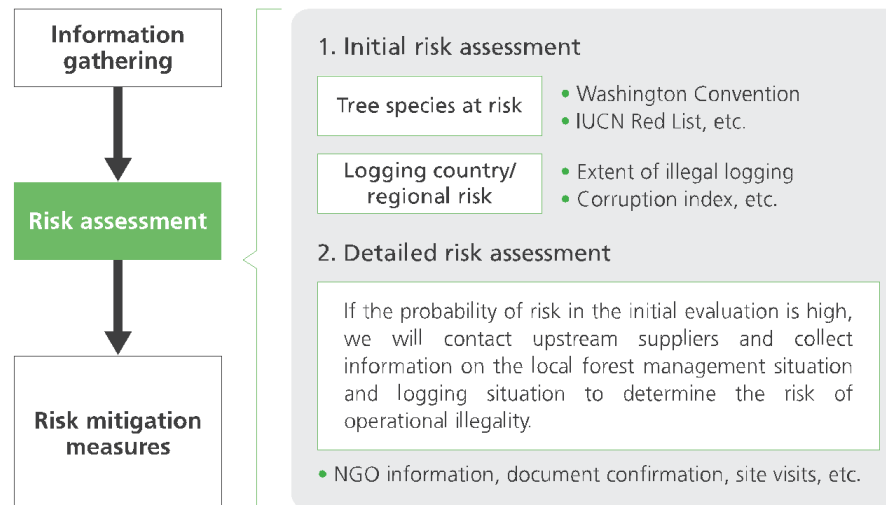 Information
gathering
Risk assessment
Risk mitigation
measures
1. Initial risk assessment
Tree species at risk
• Washington Convention
• IUCN Red List, etc.
Logging country/
regional risk
• Extent of illegal logging
• Corruption index, etc.
2. Detailed risk assessment
If the probability of risk in the initial evaluation is high,
we will contact upstream suppliers and collect
information on the local forest management situation
and logging situation to determine the risk of
operational illegality.
• NGO information, document confirmation, site visits, etc.